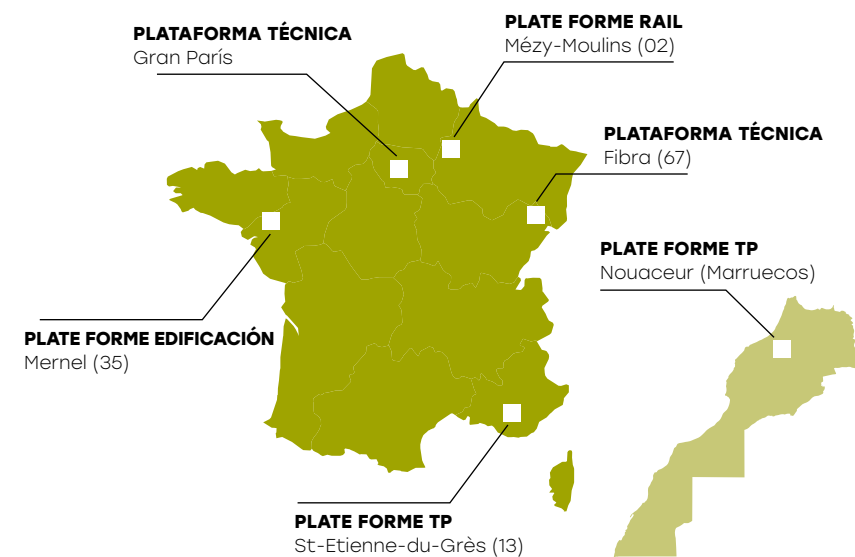 PLATAFORMA TÉCNICA
Gran París
PLATE FORME RAIL
Mézy-Moulins (02)
PLATAFORMA TÉCNICA
Fibra (67)
PLATE FORME TP
Nouaceur (Marruecos)
PLATE FORME EDIFICACIÓN
Mernel (35)
PLATE FORME TP
St-Etienne-du-Grès (13)